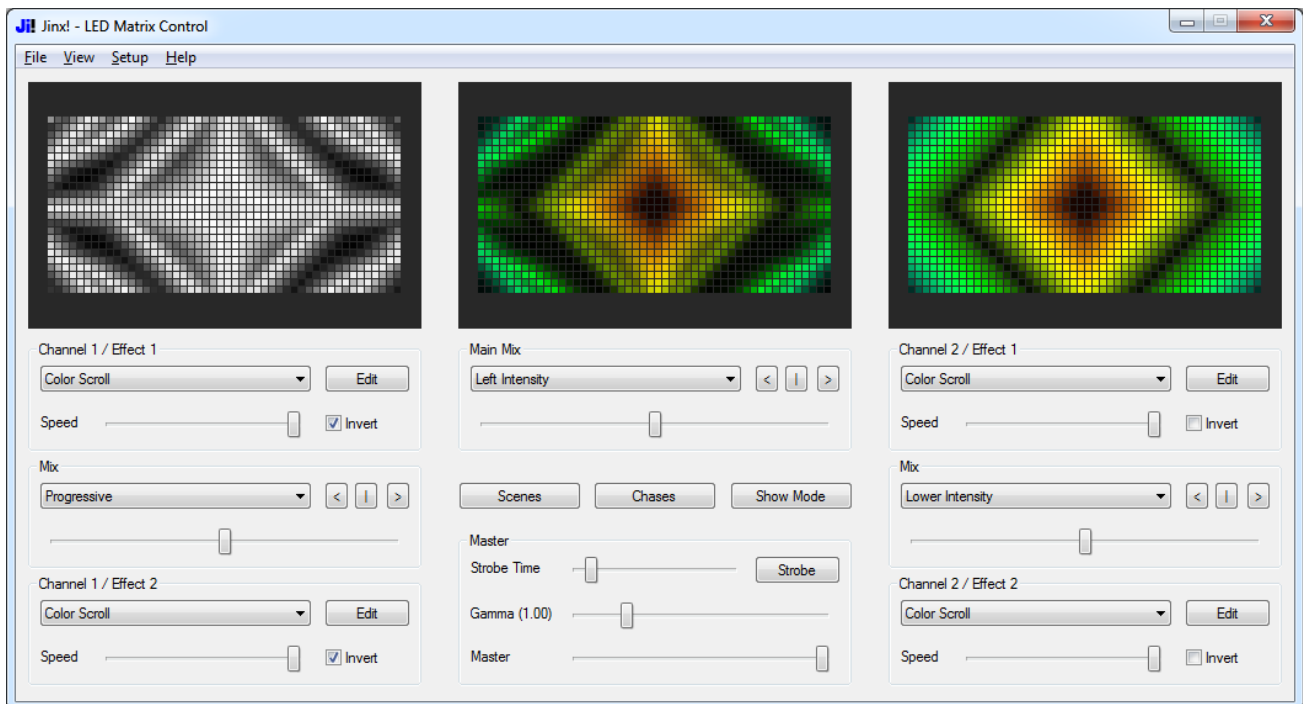 Ji! Jinx! - LED Matrix Control
File View Setup Help
Channel 1 / Effect 1
Color Scroll
Edit
Speed
Invert
Mix
Progressive
< | >
Channel 1 / Effect 2
Color Scroll
Edit
Speed
Invert
Main Mix
Left Intensity
< | >
Scenes Chases Show Mode
Master
Strobe Time
Strobe
Gamma (1.00)
Master
Channel 2 / Effect 1
Color Scroll
Edit
Speed
Invert
Mix
Lower Intensity
< | >
Channel 2 / Effect 2
Color Scroll
Edit
Speed
Invert